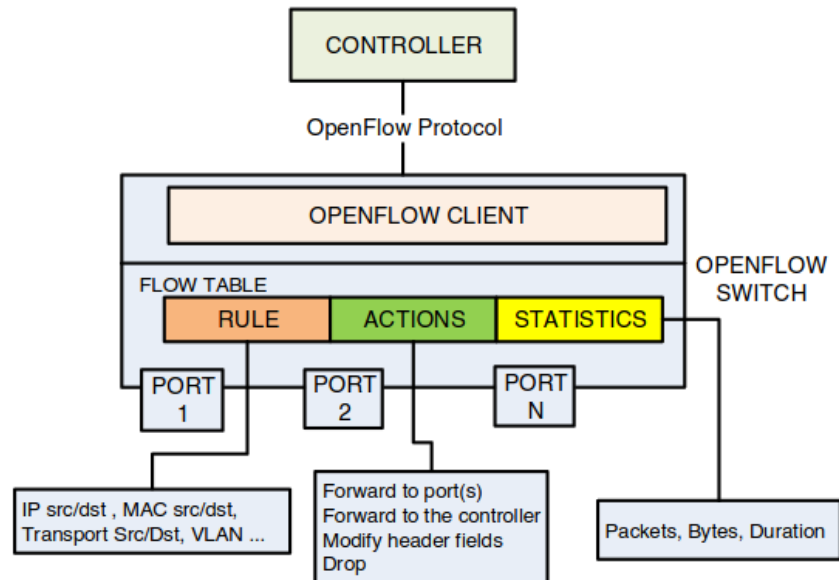 CONTROLLER
OpenFlow Protocol
OPENFLOW CLIENT
OPENFLOW
SWITCH
FLOW TABLE
RULE
ACTIONS
STATISTICS
PORT
1
PORT
2
PORT
N
IP src/dst , MAC src/dst,
Transport Src/Dst, VLAN ...
Forward to port(s)
Forward to the controller
Modify header fields
Drop
Packets, Bytes, Duration